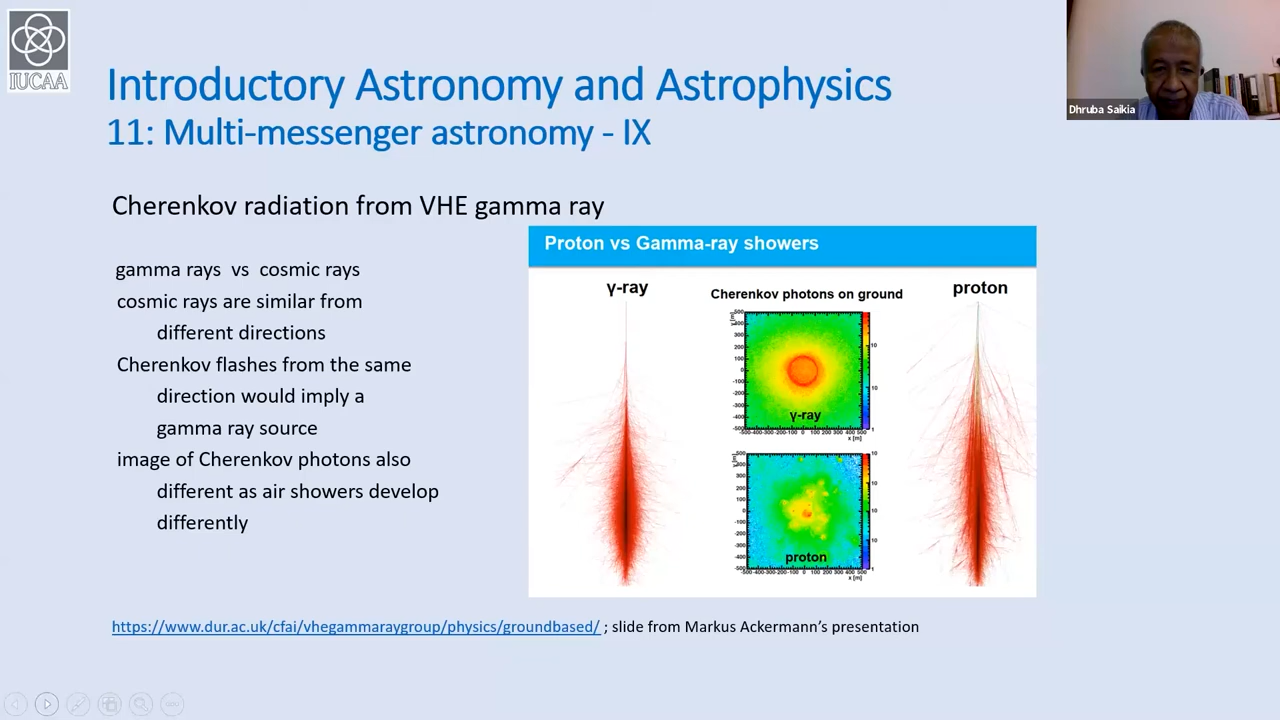 IUCAA
Dhruba Saikia
Introductory Astronomy and Astrophysics
11: Multi-messenger astronomy - IX
Cherenkov radiation from VHE gamma ray
gamma rays vs cosmic rays
cosmic rays are similar from
different directions
Cherenkov flashes from the same
direction would imply a
gamma ray source
image of Cherenkov photons also
different as air showers develop
differently
Proton vs Gamma-ray showers
γ-ray
Cherenkov photons on ground
proton
γ-ray
x [m]
proton
x [m]
https://www.dur.ac.uk/cfai/vhegammaraygroup/physics/groundbased/ ; slide from Markus Ackermann's presentation